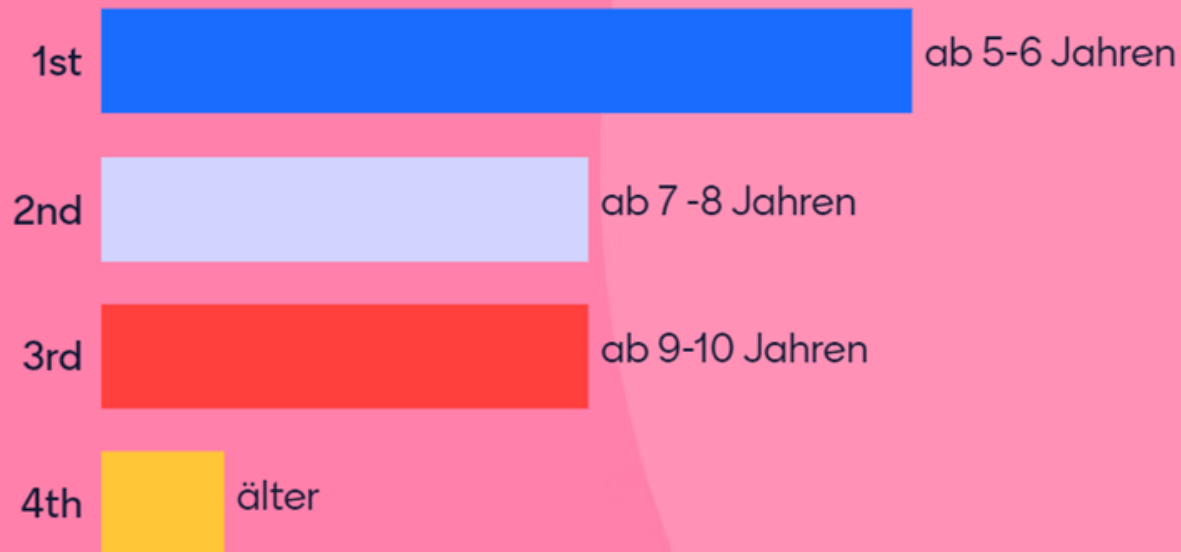 1st ab 5-6 Jahren
2nd ab 7 -8 Jahren
3rd ab 9-10 Jahren
4th älter